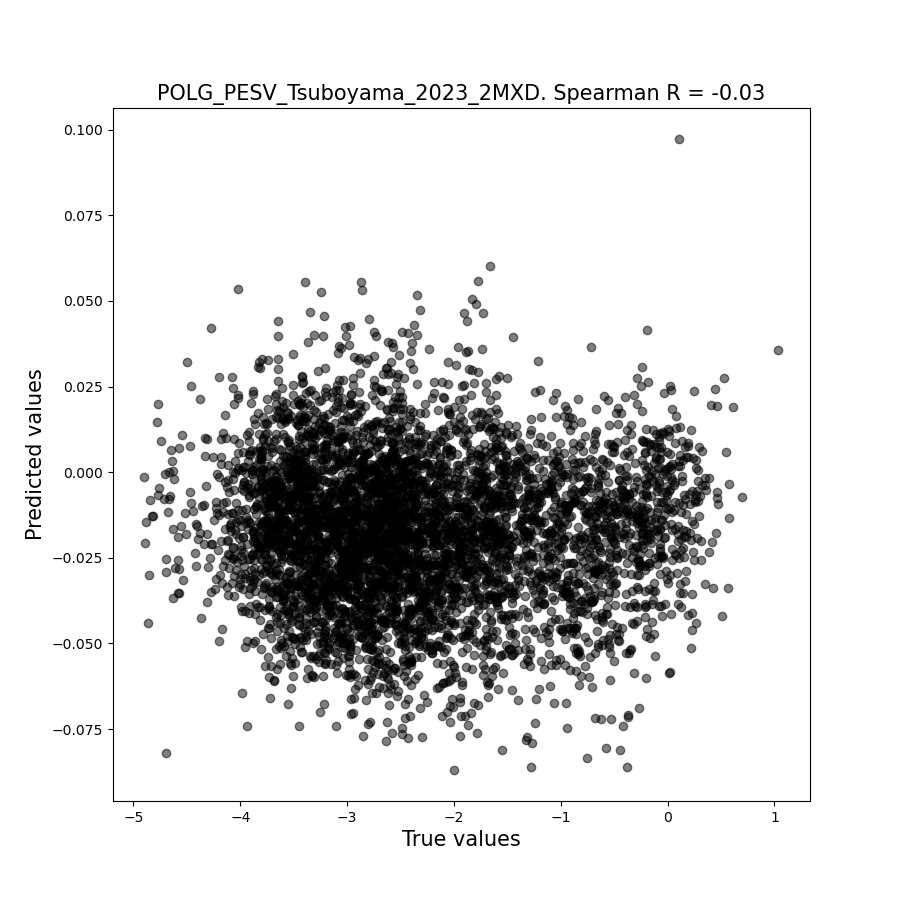 POLG_PESV_Tsuboyama_2023_2MXD. Spearman R = -0.03
0.100
0.075
0.050
0.025
0.000
−0.025
−0.050
−0.075
Predicted values
−5 −4 −3 −2 −1 0 1
True values